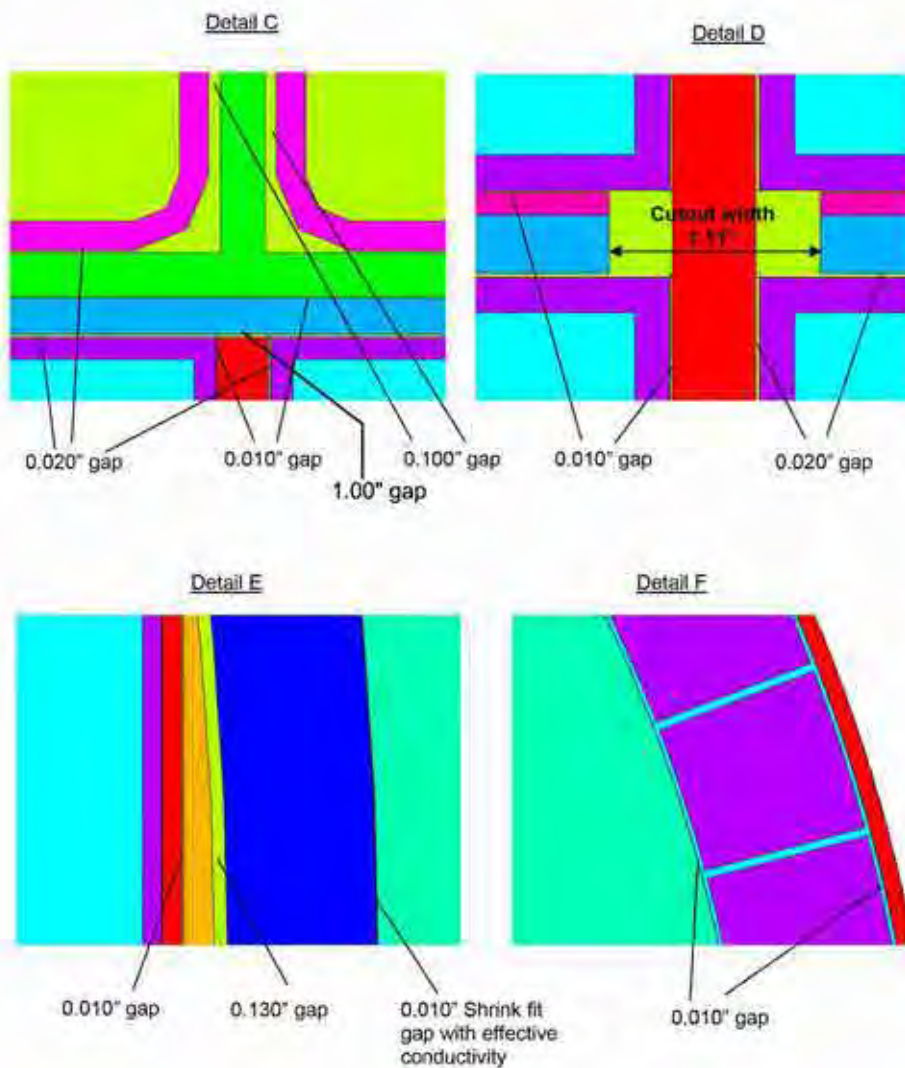 Detail C
Detail D
Cutout width
0.020" gap
0.010" gap
0.100" gap
1.00" gap
0.010" gap
0.020" gap
Detail E
Detail F
0.010" gap
0.130" gap
0.010" Shrink fit
gap with effective
conductivity
0.010" gap